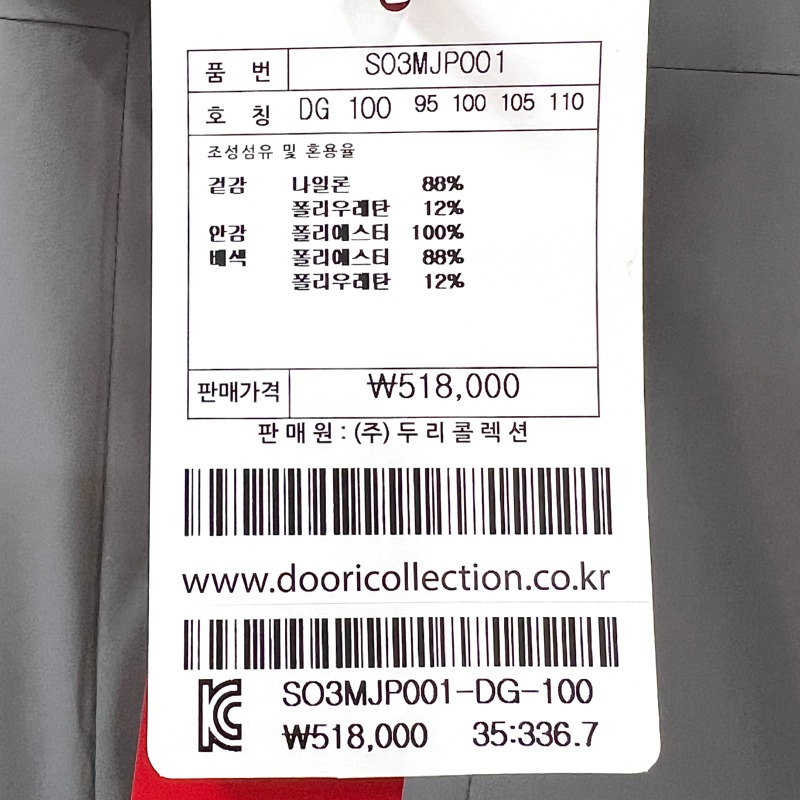 품 번 S03MJP001
호 칭 DG 100 95 100 105 110
조성섬유 및 혼용율
겉감 나일론 88%
폴리우레탄 12%
안감 폴리에스터 100%
배색 폴리에스터 88%
폴리우레탄 12%
판매가격 ₩518,000
판매원 : (주)두리콜렉션
www.dooricollection.co.kr
S03MJP001-DG-100
₩518,000 35:336.7